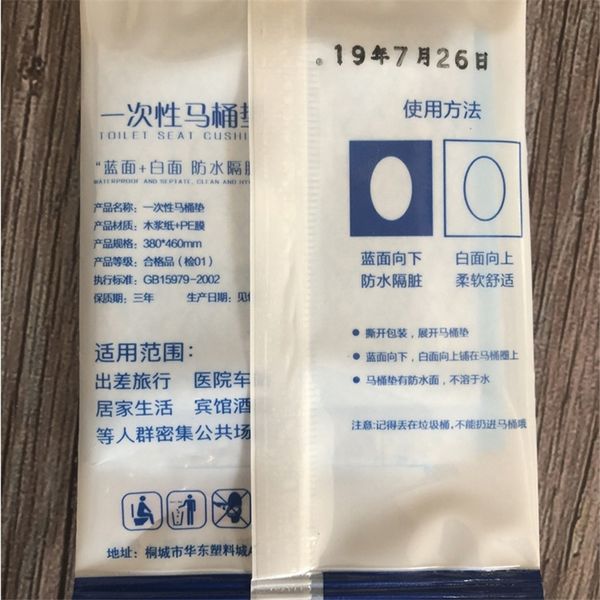 19年7月26日
一次性马桶垫
TOILET SEAT CUSHI
"蓝面+白面 防水隔脏
WATERPROOF AND SEPTATE, CLEAN AND HY
产品名称: 一次性马桶垫
产品材质: 木浆纸+PE膜
产品规格: 380*460mm
产品等级: 合格品(检01)
执行标准: GB15979-2002
保质期: 三年 生产日期: 见
适用范围:
出差旅行 医院车
居家生活 宾馆酒
等人群密集公共场
地址: 桐城市华东塑料城A
使用方法
蓝面向下 白面向上
防水隔脏 柔软舒适
●撕开包装, 展开马桶垫
●蓝面向下, 白面向上铺在马桶圈上
●马桶垫有防水面, 不溶于水
注意:记得丢在垃圾桶,不能扔进马桶哦